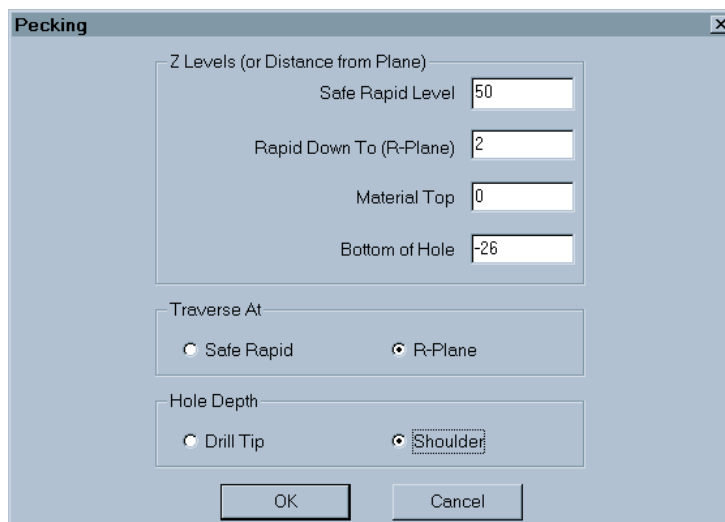 Pecking
Z Levels (or Distance from Plane)
Safe Rapid Level 50
Rapid Down To (R-Plane) 2
Material Top 0
Bottom of Hole -26
Traverse At
Safe Rapid R-Plane
Hole Depth
Drill Tip Shoulder
OK Cancel